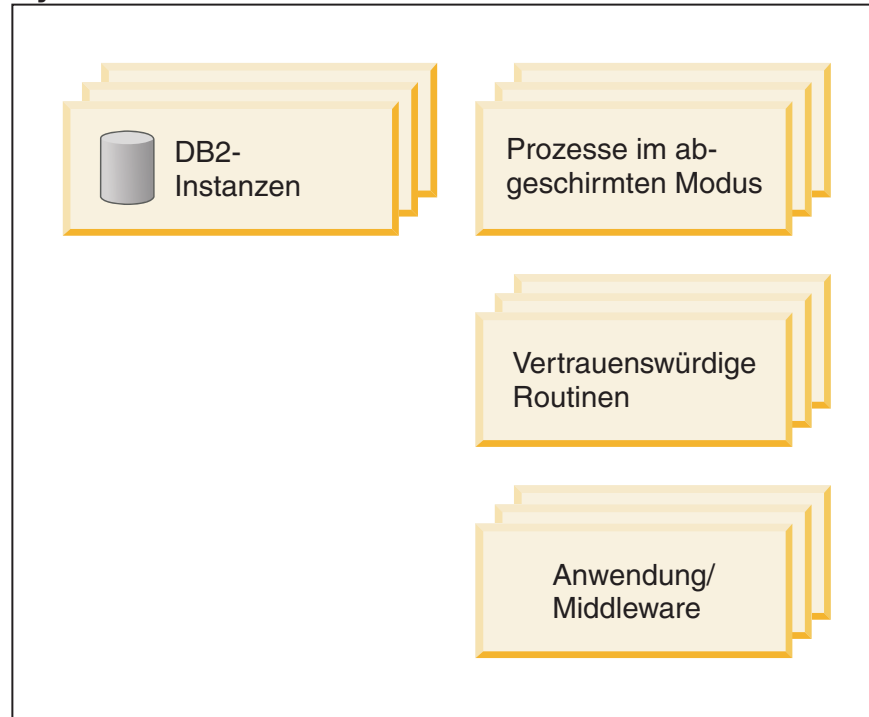 DB2-
Instanzen
Prozesse im ab-
geschirmten Modus
Vertrauenswürdige
Routinen
Anwendung/
Middleware